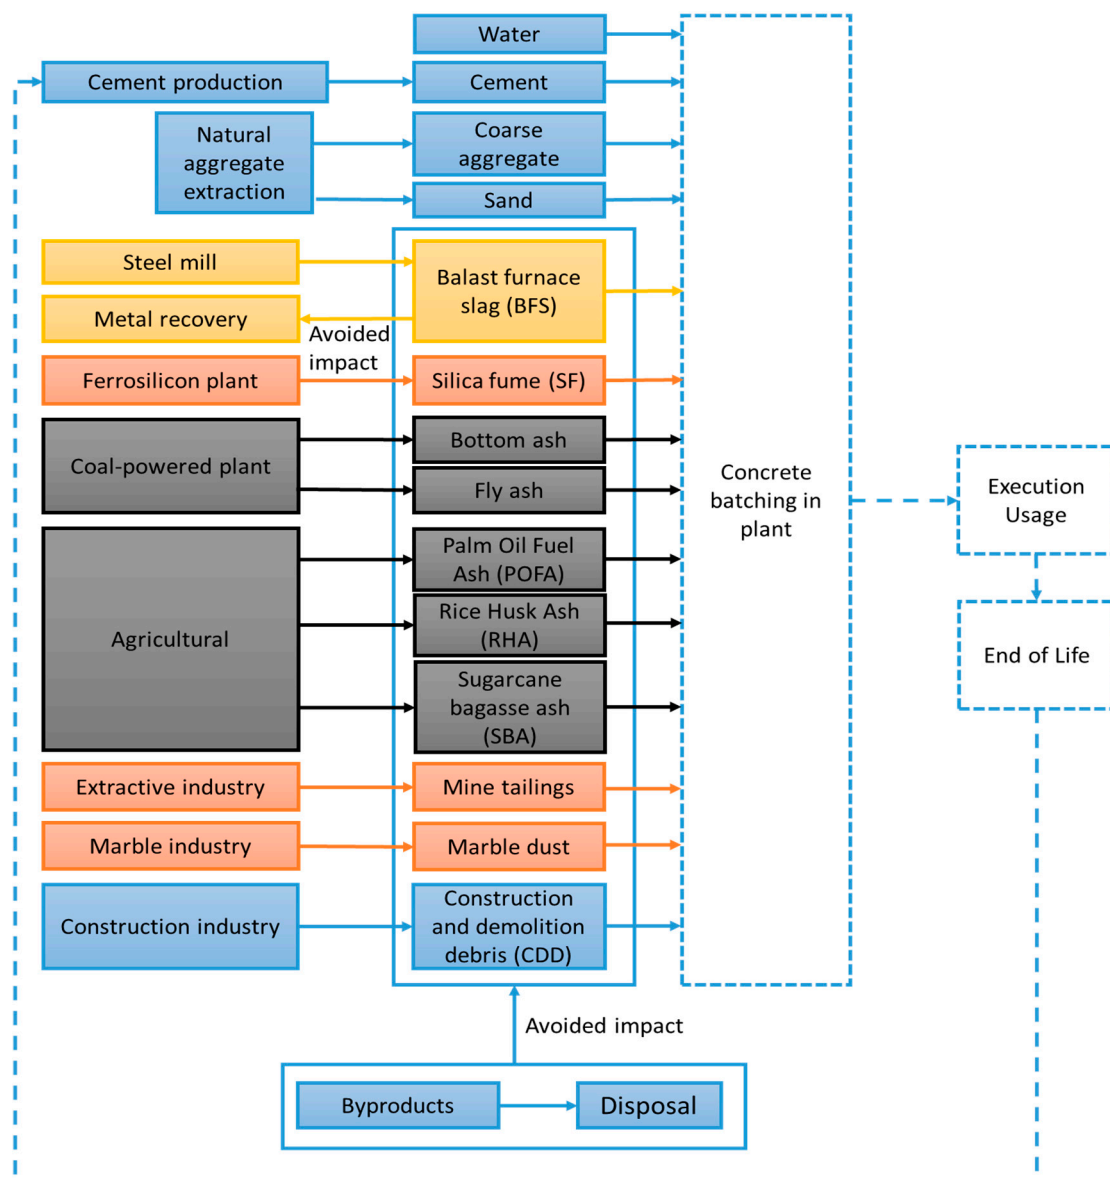 Water
Cement production
Cement
Natural
aggregate
extraction
Coarse
aggregate
Sand
Steel mill
Balast furnace
slag (BFS)
Metal recovery
Avoided
impact
Ferrosilicon plant
Silica fume (SF)
Coal-powered plant
Bottom ash
Fly ash
Concrete
batching in
plant
Execution
Usage
Agricultural
Palm Oil Fuel
Ash (POFA)
Rice Husk Ash
(RHA)
Sugarcane
bagasse ash
(SBA)
End of Life
Extractive industry
Mine tailings
Marble industry
Marble dust
Construction industry
Construction
and demolition
debris (CDD)
Avoided impact
Byproducts
Disposal